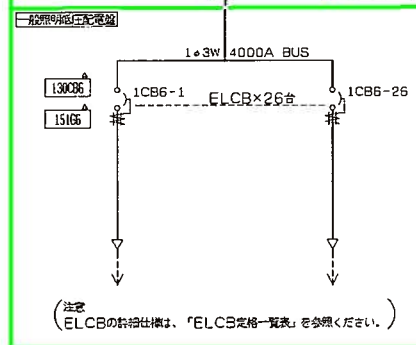 一般照明低圧配電盤
1φ3W 4000A BUS
130CB6
1CB6-1
ELCB×26台
1CB6-26
151G6
注意
(ELCBの詳細仕様は、「ELCB定格一覧表」を参照ください。)